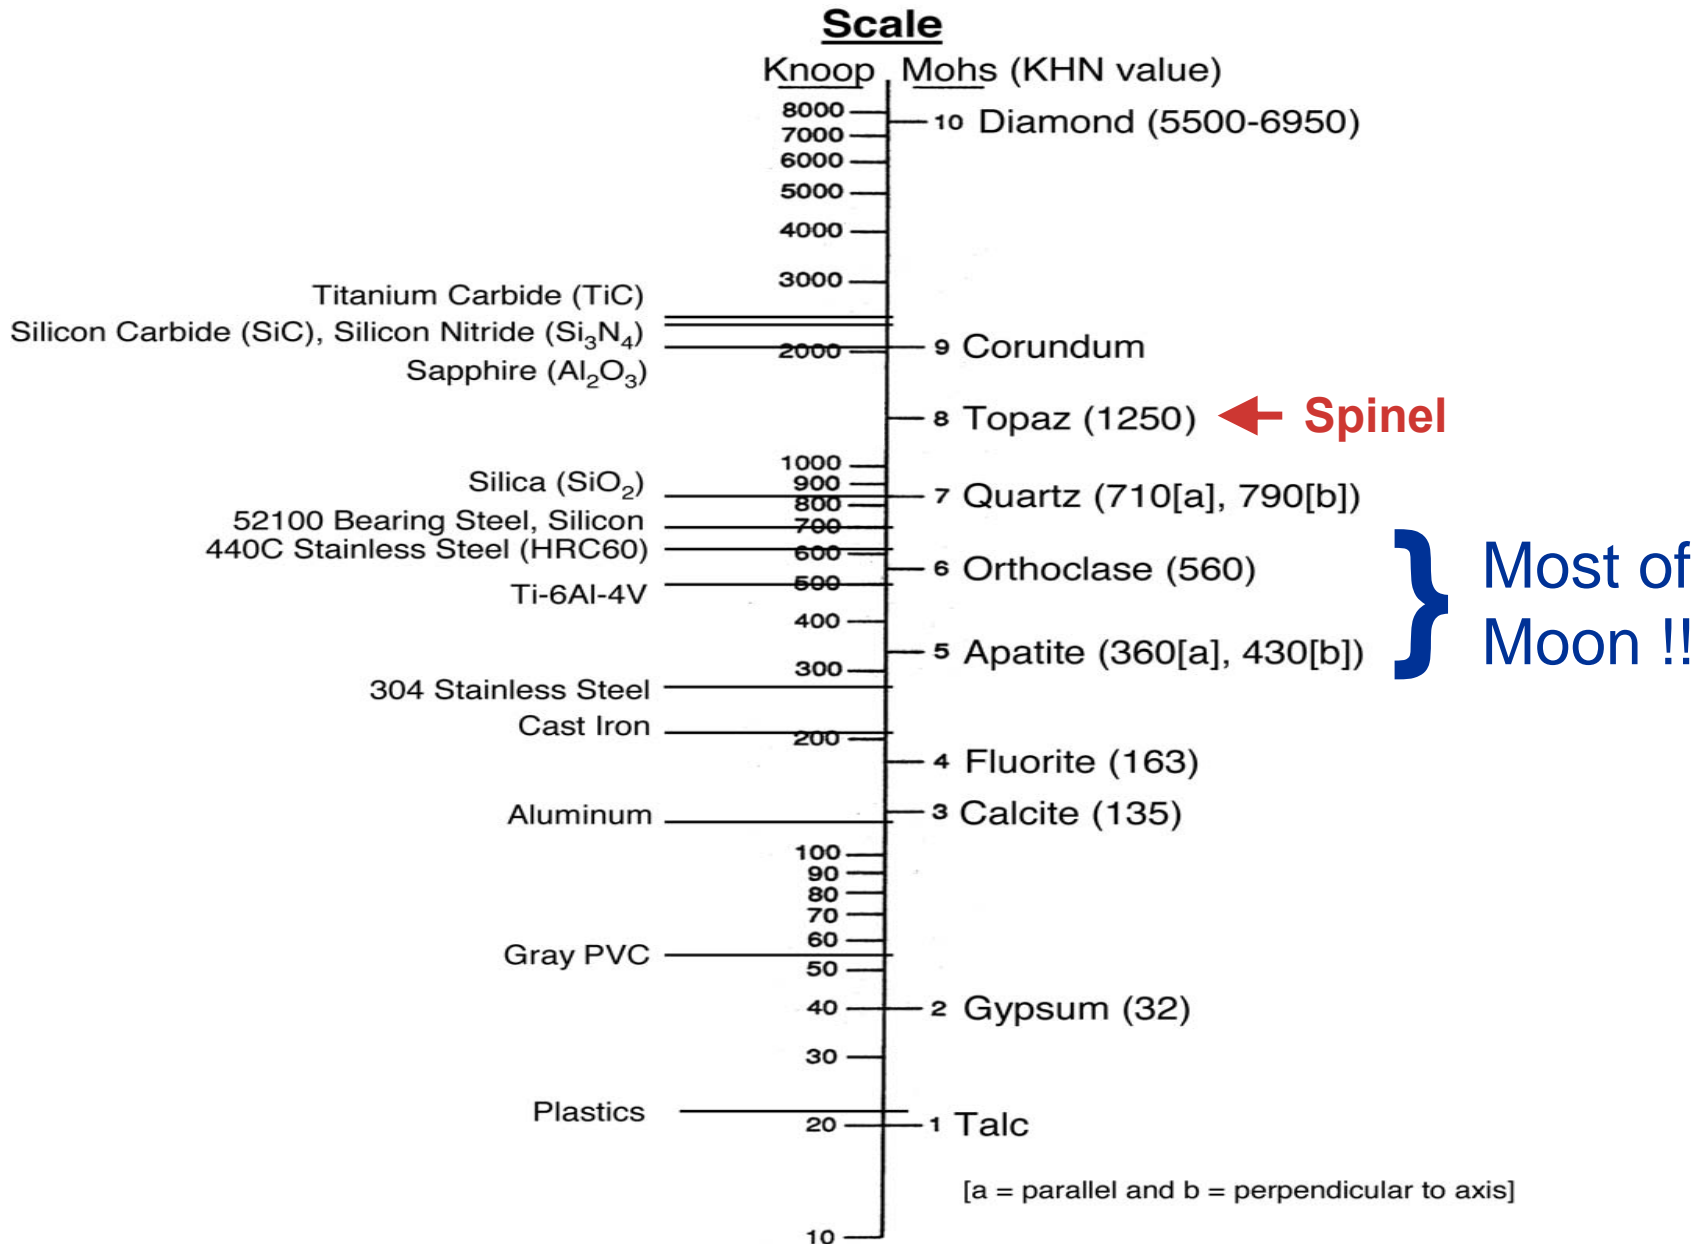 Scale
Knoop Mohs (KHN value)
8000
10 Diamond (5500-6950)
7000
6000
5000
4000
3000
Titanium Carbide (TiC)
Silicon Carbide (SiC), Silicon Nitride (Si₃N₄)
9 Corundum
2000
Sapphire (Al₂O₃)
8 Topaz (1250) Spinel
1000
Silica (SiO₂) 900
7 Quartz (710[a], 790[b])
800
52100 Bearing Steel, Silicon 700
440C Stainless Steel (HRC60) 600
6 Orthoclase (560) Most of
500
Ti-6Al-4V
400
5 Apatite (360[a], 430[b]) Moon !!
300
304 Stainless Steel
Cast Iron
200
4 Fluorite (163)
Aluminum 3 Calcite (135)
100
90
80
70
60
Gray PVC
50
40 2 Gypsum (32)
30
Plastics
20 1 Talc
[a = parallel and b = perpendicular to axis]
10